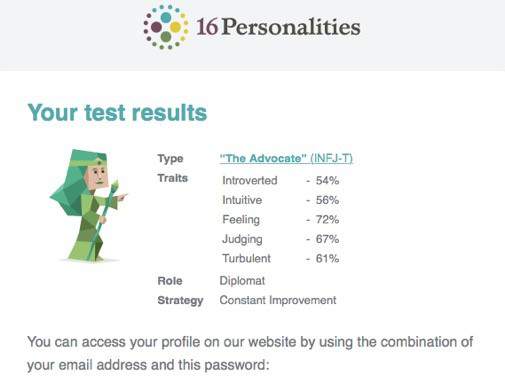 16Personalities
Your test results
Type "The Advocate" (INFJ-T)
Traits Introverted - 54%
Intuitive - 56%
Feeling - 72%
Judging - 67%
Turbulent - 61%
Role Diplomat
Strategy Constant Improvement
You can access your profile on our website by using the combination of
your email address and this password: